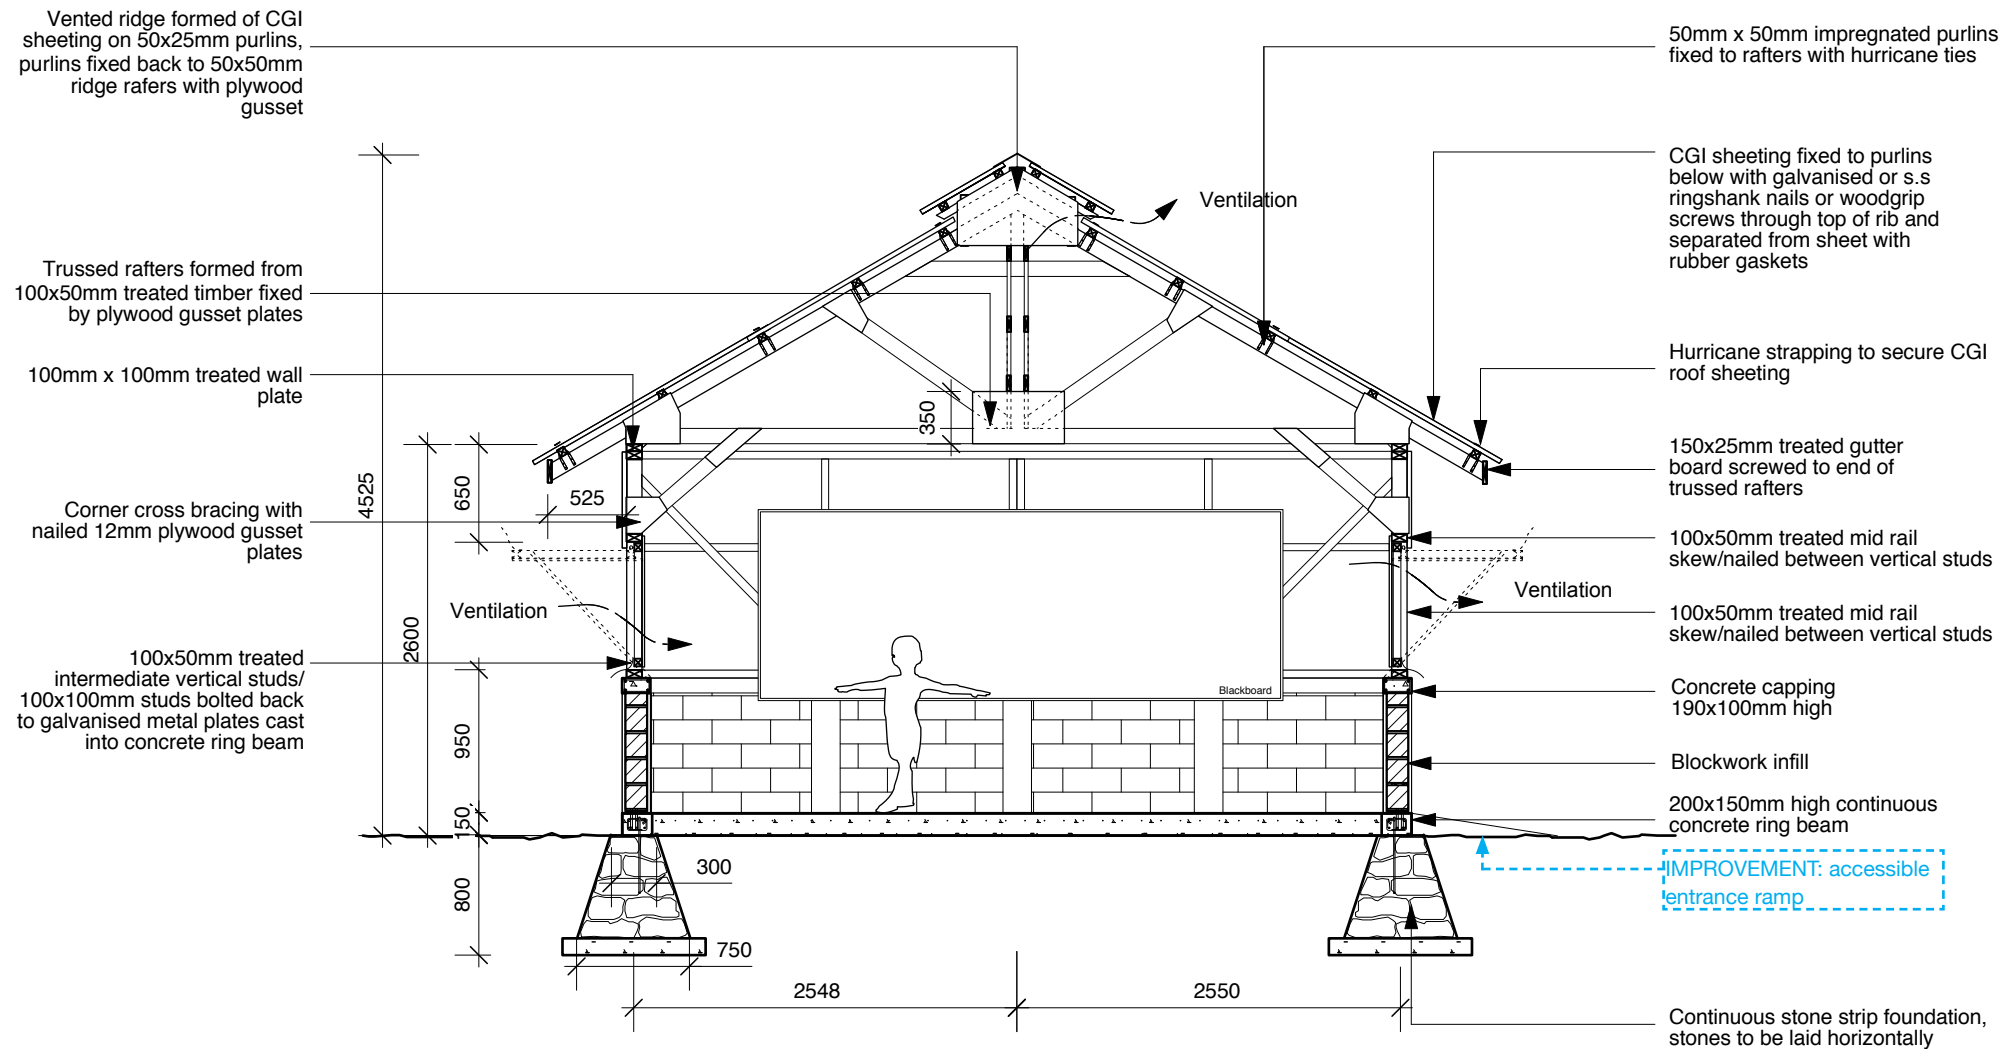 Vented ridge formed of CGI
sheeting on 50x25mm purlins,
purlins fixed back to 50x50mm
ridge rafers with plywood
gusset
Trussed rafters formed from
100x50mm treated timber fixed
by plywood gusset plates
100mm x 100mm treated wall
plate
Corner cross bracing with
nailed 12mm plywood gusset
plates
100x50mm treated
intermediate vertical studs/
100x100mm studs bolted back
to galvanised metal plates cast
into concrete ring beam
4525
2600
650
950
150
800
525
350
300
750
2548
2550
Ventilation
Ventilation
Ventilation
Blackboard
50mm x 50mm impregnated purlins
fixed to rafters with hurricane ties
CGI sheeting fixed to purlins
below with galvanised or s.s
ringshank nails or woodgrip
screws through top of rib and
separated from sheet with
rubber gaskets
Hurricane strapping to secure CGI
roof sheeting
150x25mm treated gutter
board screwed to end of
trussed rafters
100x50mm treated mid rail
skew/nailed between vertical studs
100x50mm treated mid rail
skew/nailed between vertical studs
Concrete capping
190x100mm high
Blockwork infill
200x150mm high continuous
concrete ring beam
IMPROVEMENT: accessible
entrance ramp
Continuous stone strip foundation,
stones to be laid horizontally